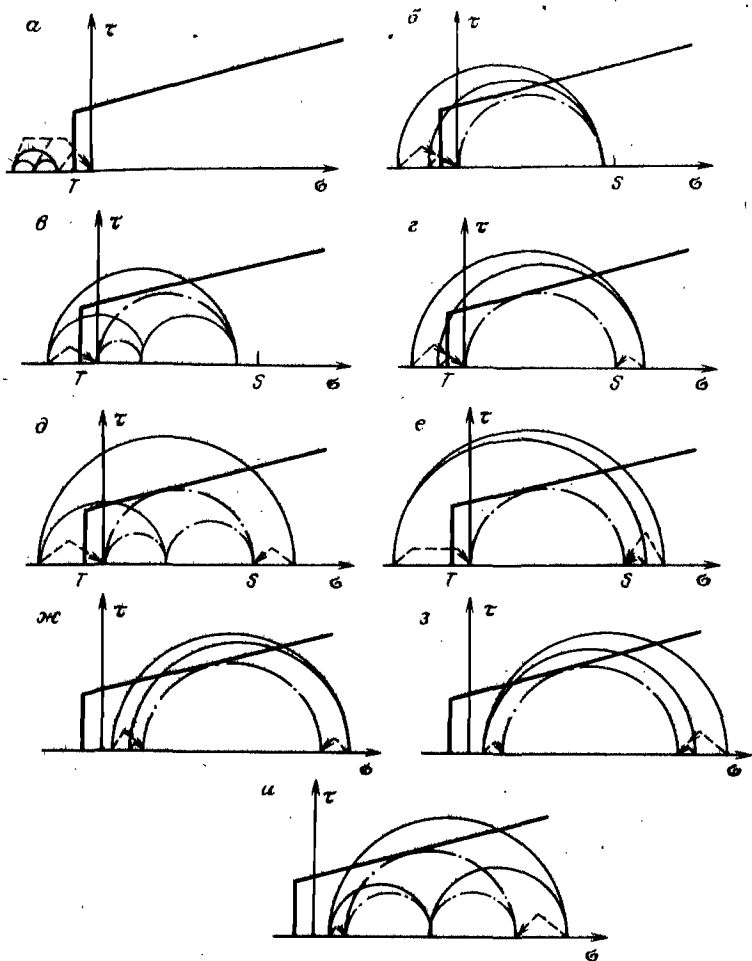 а τ
T σ
б τ
S σ
в τ
T S σ
г τ
T S σ
д τ
T S σ
е τ
T S σ
ж τ
σ
з τ
σ
и τ
σ